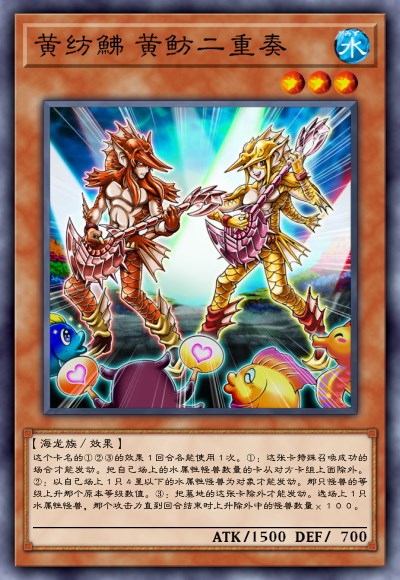 黄纺鮄 黄鲂二重奏
水
【海龙族／效果】
这个卡名的①②③的效果1回合各能使用1次。①：这张卡特殊召唤成功的
场合才能发动。把自己场上的水属性怪兽数量的卡从对方卡组上面除外。
②：以自己场上1只4星以下的水属性怪兽为对象才能发动。那只怪兽的等
级上升那个原本等级数值。③：把墓地的这张卡除外才能发动。选场上1只
水属性怪兽，那个攻击力直到回合结束时上升除外中的怪兽数量×100。
ATK/1500 DEF/ 700